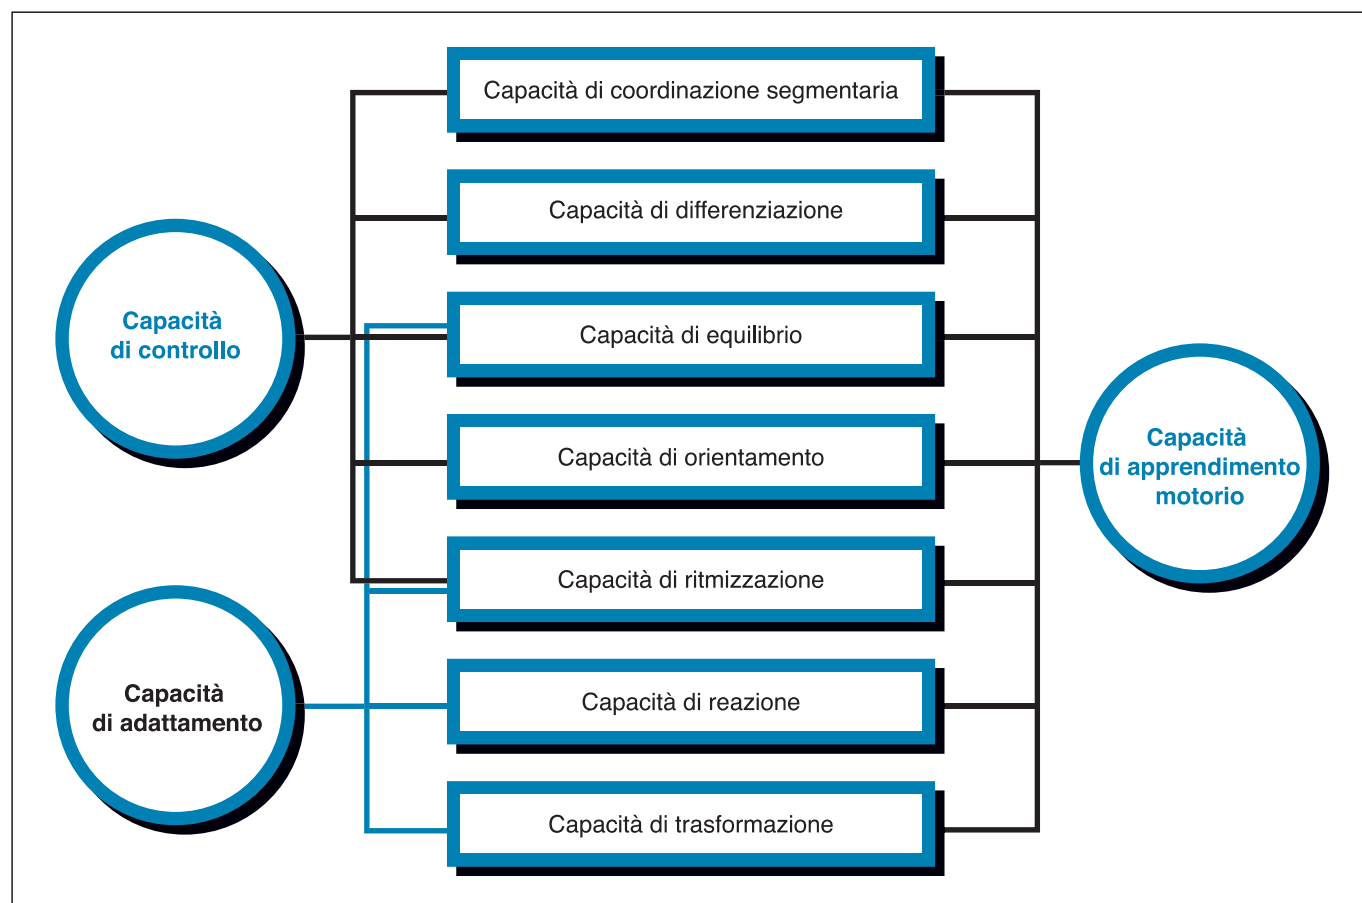 Capacità di coordinazione segmentaria
Capacità di differenziazione
Capacità
di controllo
Capacità di equilibrio
Capacità di orientamento
Capacità
di apprendimento
motorio
Capacità di ritmizzazione
Capacità
di adattamento
Capacità di reazione
Capacità di trasformazione